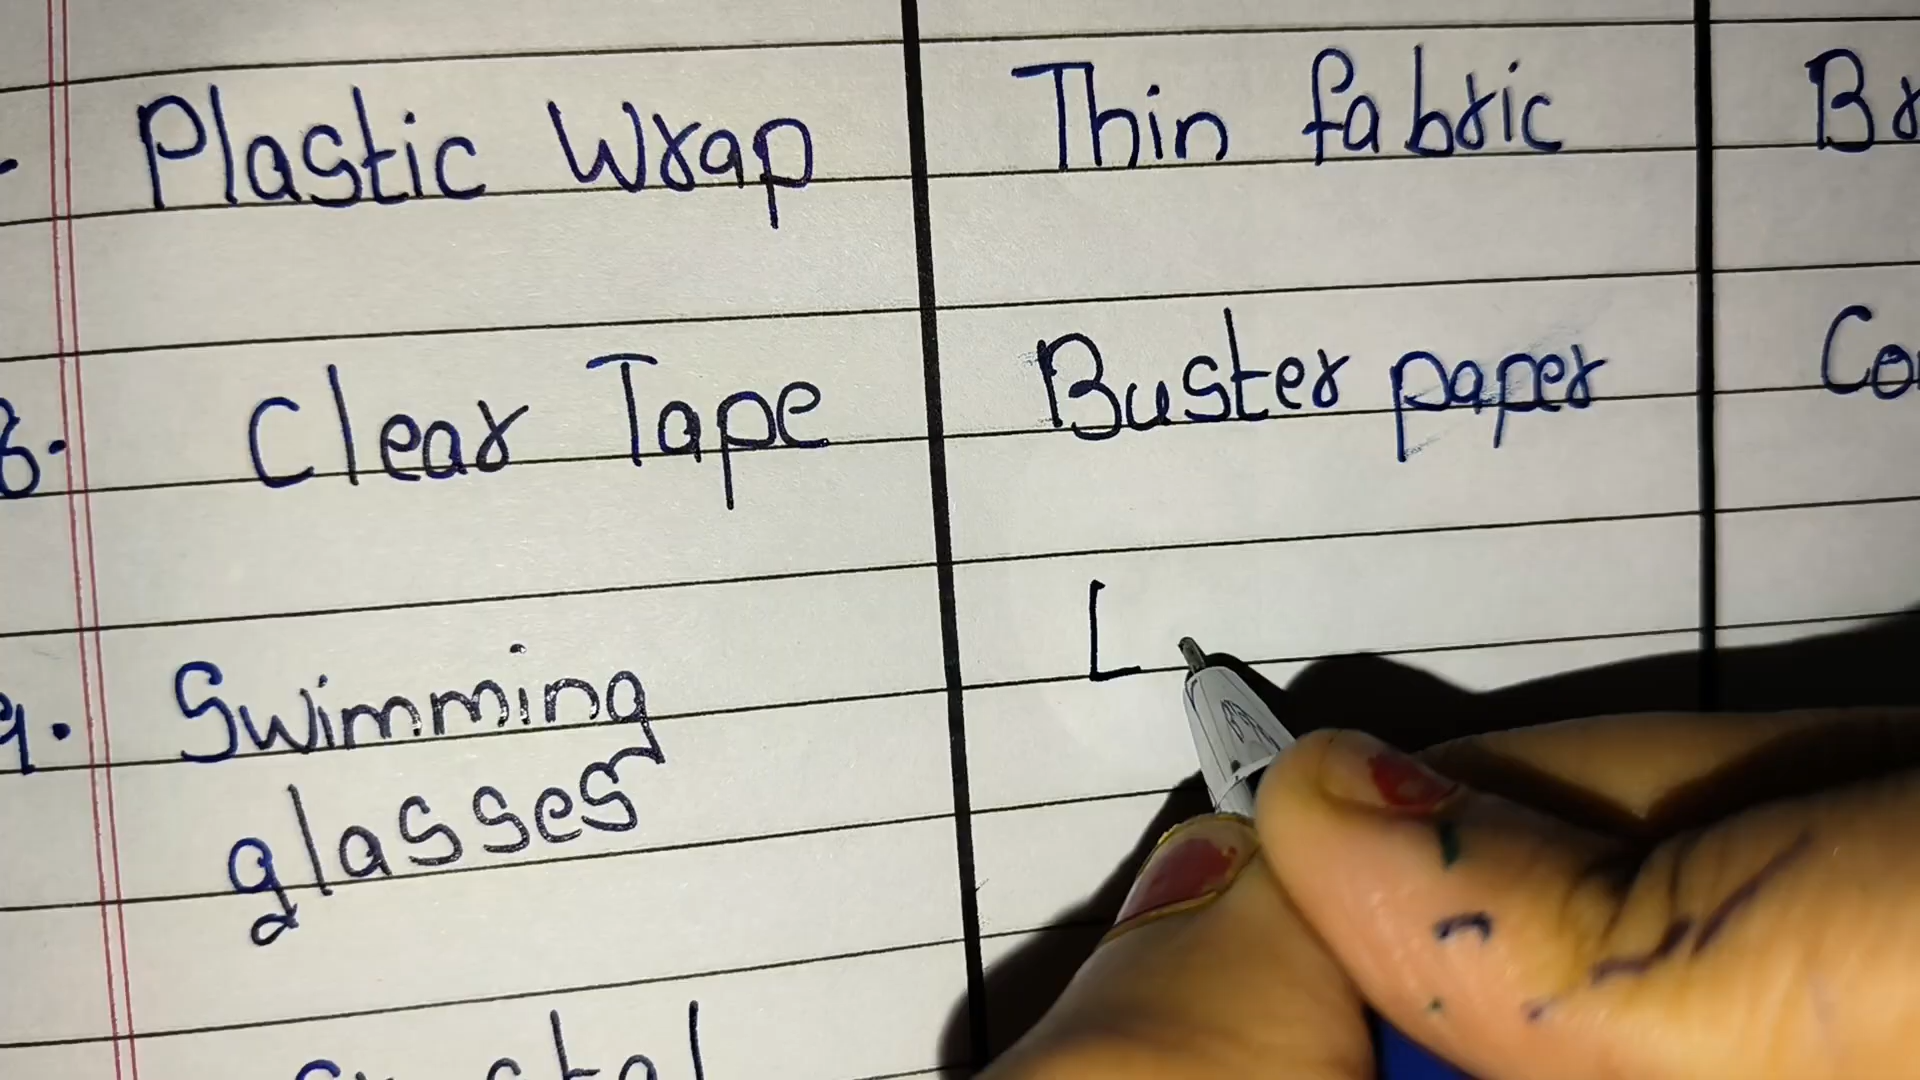 Plastic Wrap Thin fabric
8. Clear Tape Buster paper
9. Swimming L
glasses